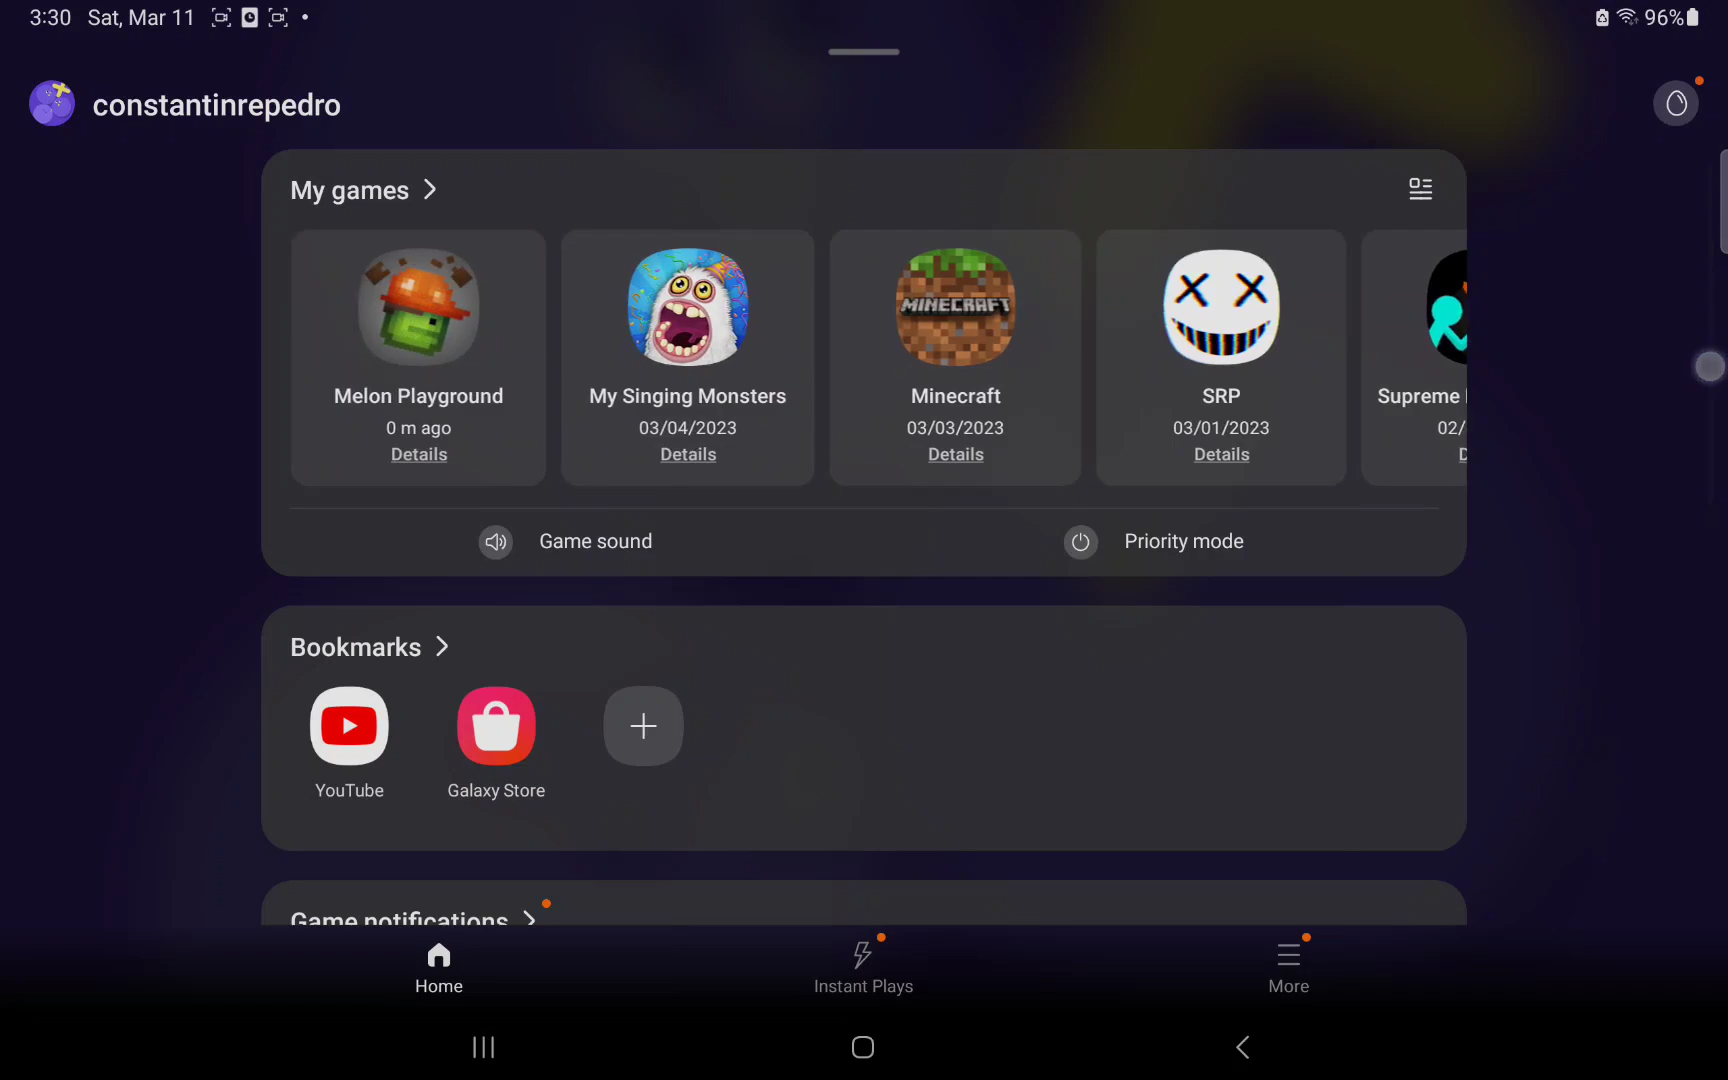 3:30 Sat, Mar 11
96%
constantinrepedro
My games
MINECRAFT
Melon Playground
0 m ago
Details
My Singing Monsters
03/04/2023
Details
Minecraft
03/03/2023
Details
SRP
03/01/2023
Details
Supreme
02/
D
Game sound
Priority mode
Bookmarks
YouTube
Galaxy Store
Game notifications
Home
Instant Plays
More